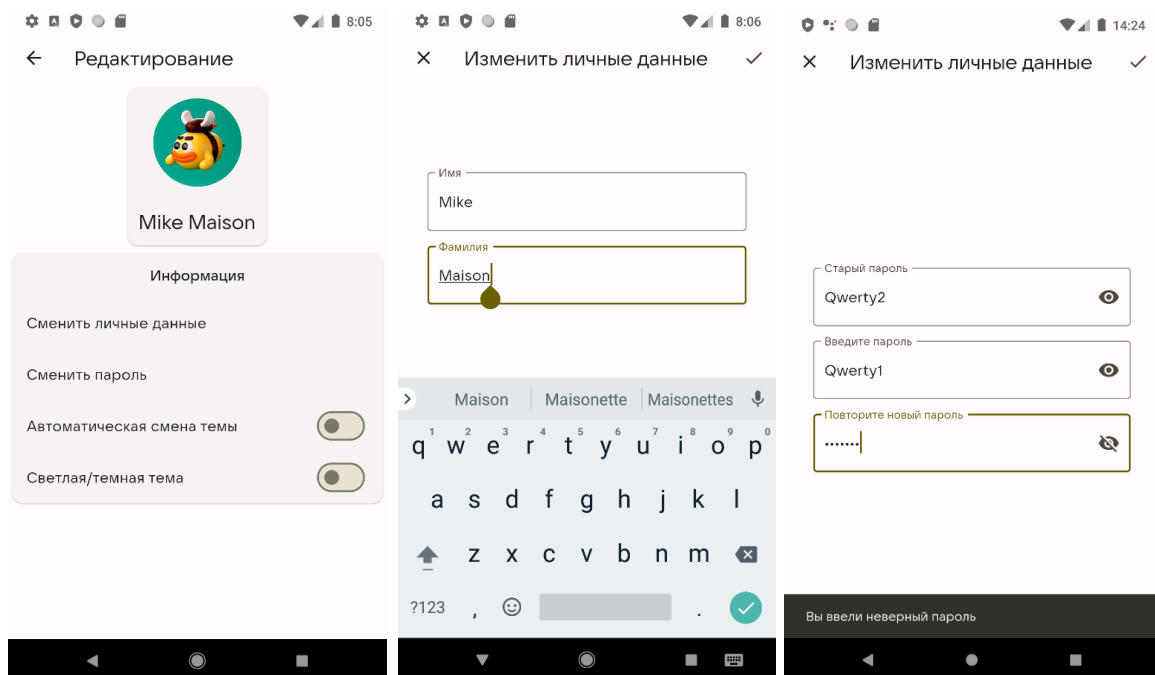 8:05
Редактирование
Mike Maison
Информация
Сменить личные данные
Сменить пароль
Автоматическая смена темы
Светлая/темная тема
8:06
Изменить личные данные
Имя
Mike
Фамилия
Maison
Maison Maisonette Maisonettes
1 2 3 4 5 6 7 8 9 0
q w e r t y u i o p
a s d f g h j k l
z x c v b n m
?123 , .
14:24
Изменить личные данные
Старый пароль
Qwerty2
Введите пароль
Qwerty1
Повторите новый пароль
•••••••
Вы ввели неверный пароль